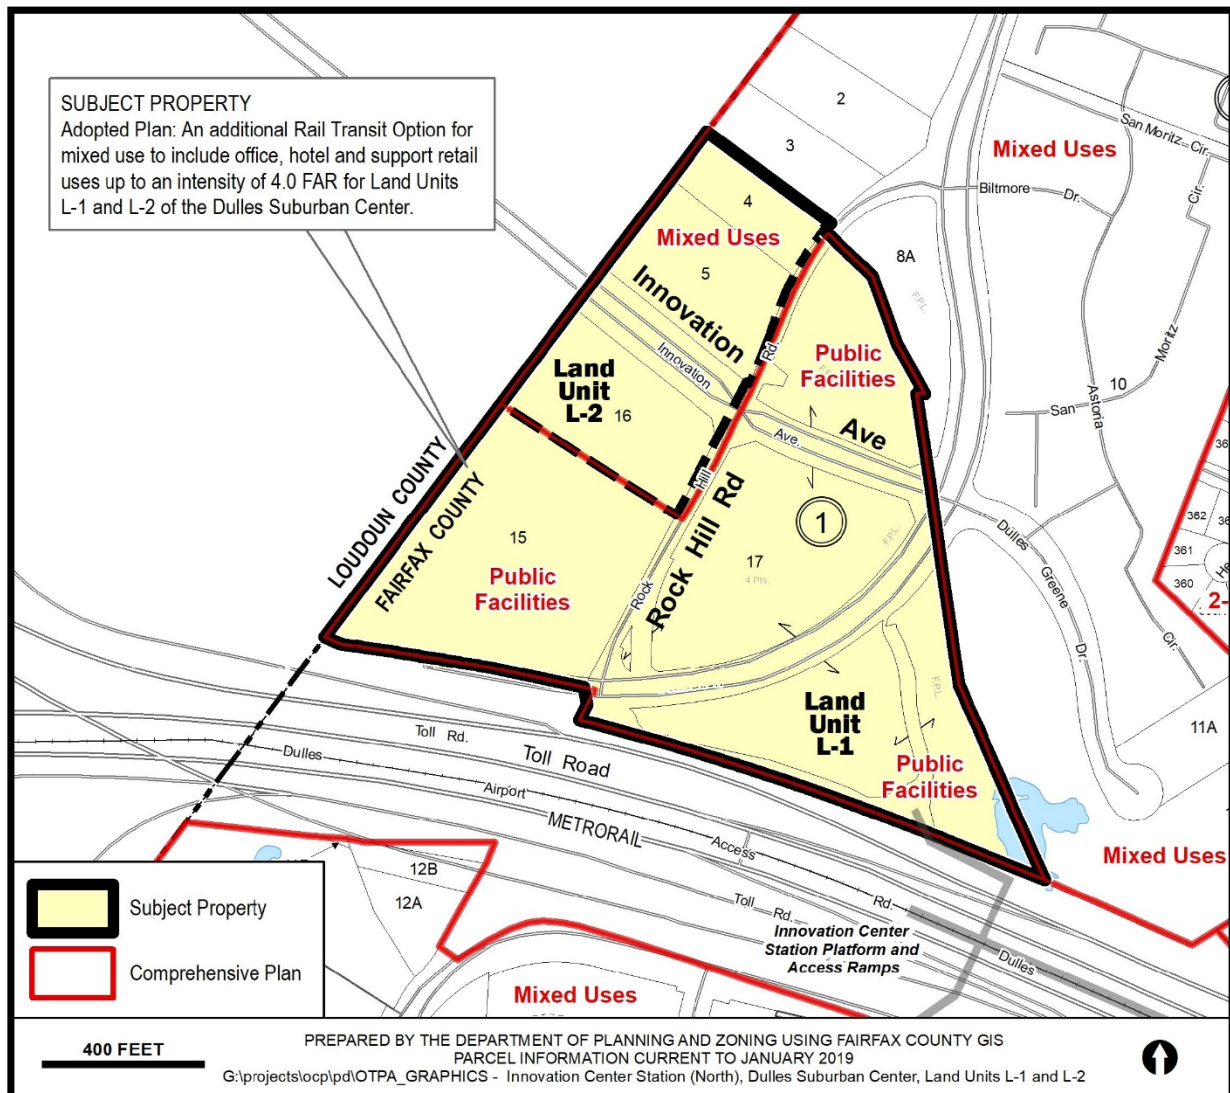 SUBJECT PROPERTY
Adopted Plan: An additional Rail Transit Option for
mixed use to include office, hotel and support retail
uses up to an intensity of 4.0 FAR for Land Units
L-1 and L-2 of the Dulles Suburban Center.
2
3
San Moritz Cir.
Mixed Uses
Biltmore Dr.
Cir.
4
Mixed Uses
5
8A
F.P.L.
Innovation
Rd.
Public
Facilities
Innovation
Land
Unit
L-2
16
Ave
Ave.
Moritz
10
San
Astoria
36
LOUDOUN COUNTY
FAIRFAX COUNTY
Hill
Rock Hill Rd
1
15
Public
Facilities
17
4 Pts.
F.P.L.
Dulles
Greene
Dr.
362
36
361
360
He
2-
Rock
Cir.
Land
Unit
L-1
F.P.L.
11A
Public
Facilities
Toll Rd.
Toll Road
Dulles
Airport
METRORAIL
Access
Rd.
Mixed Uses
12B
12A
Toll Rd.
Innovation Center
Station Platform and
Access Ramps
Dulles
Mixed Uses
Subject Property
Comprehensive Plan
400 FEET
PREPARED BY THE DEPARTMENT OF PLANNING AND ZONING USING FAIRFAX COUNTY GIS
PARCEL INFORMATION CURRENT TO JANUARY 2019
G:\projects\ocp\pd\OTPA_GRAPHICS - Innovation Center Station (North), Dulles Suburban Center, Land Units L-1 and L-2